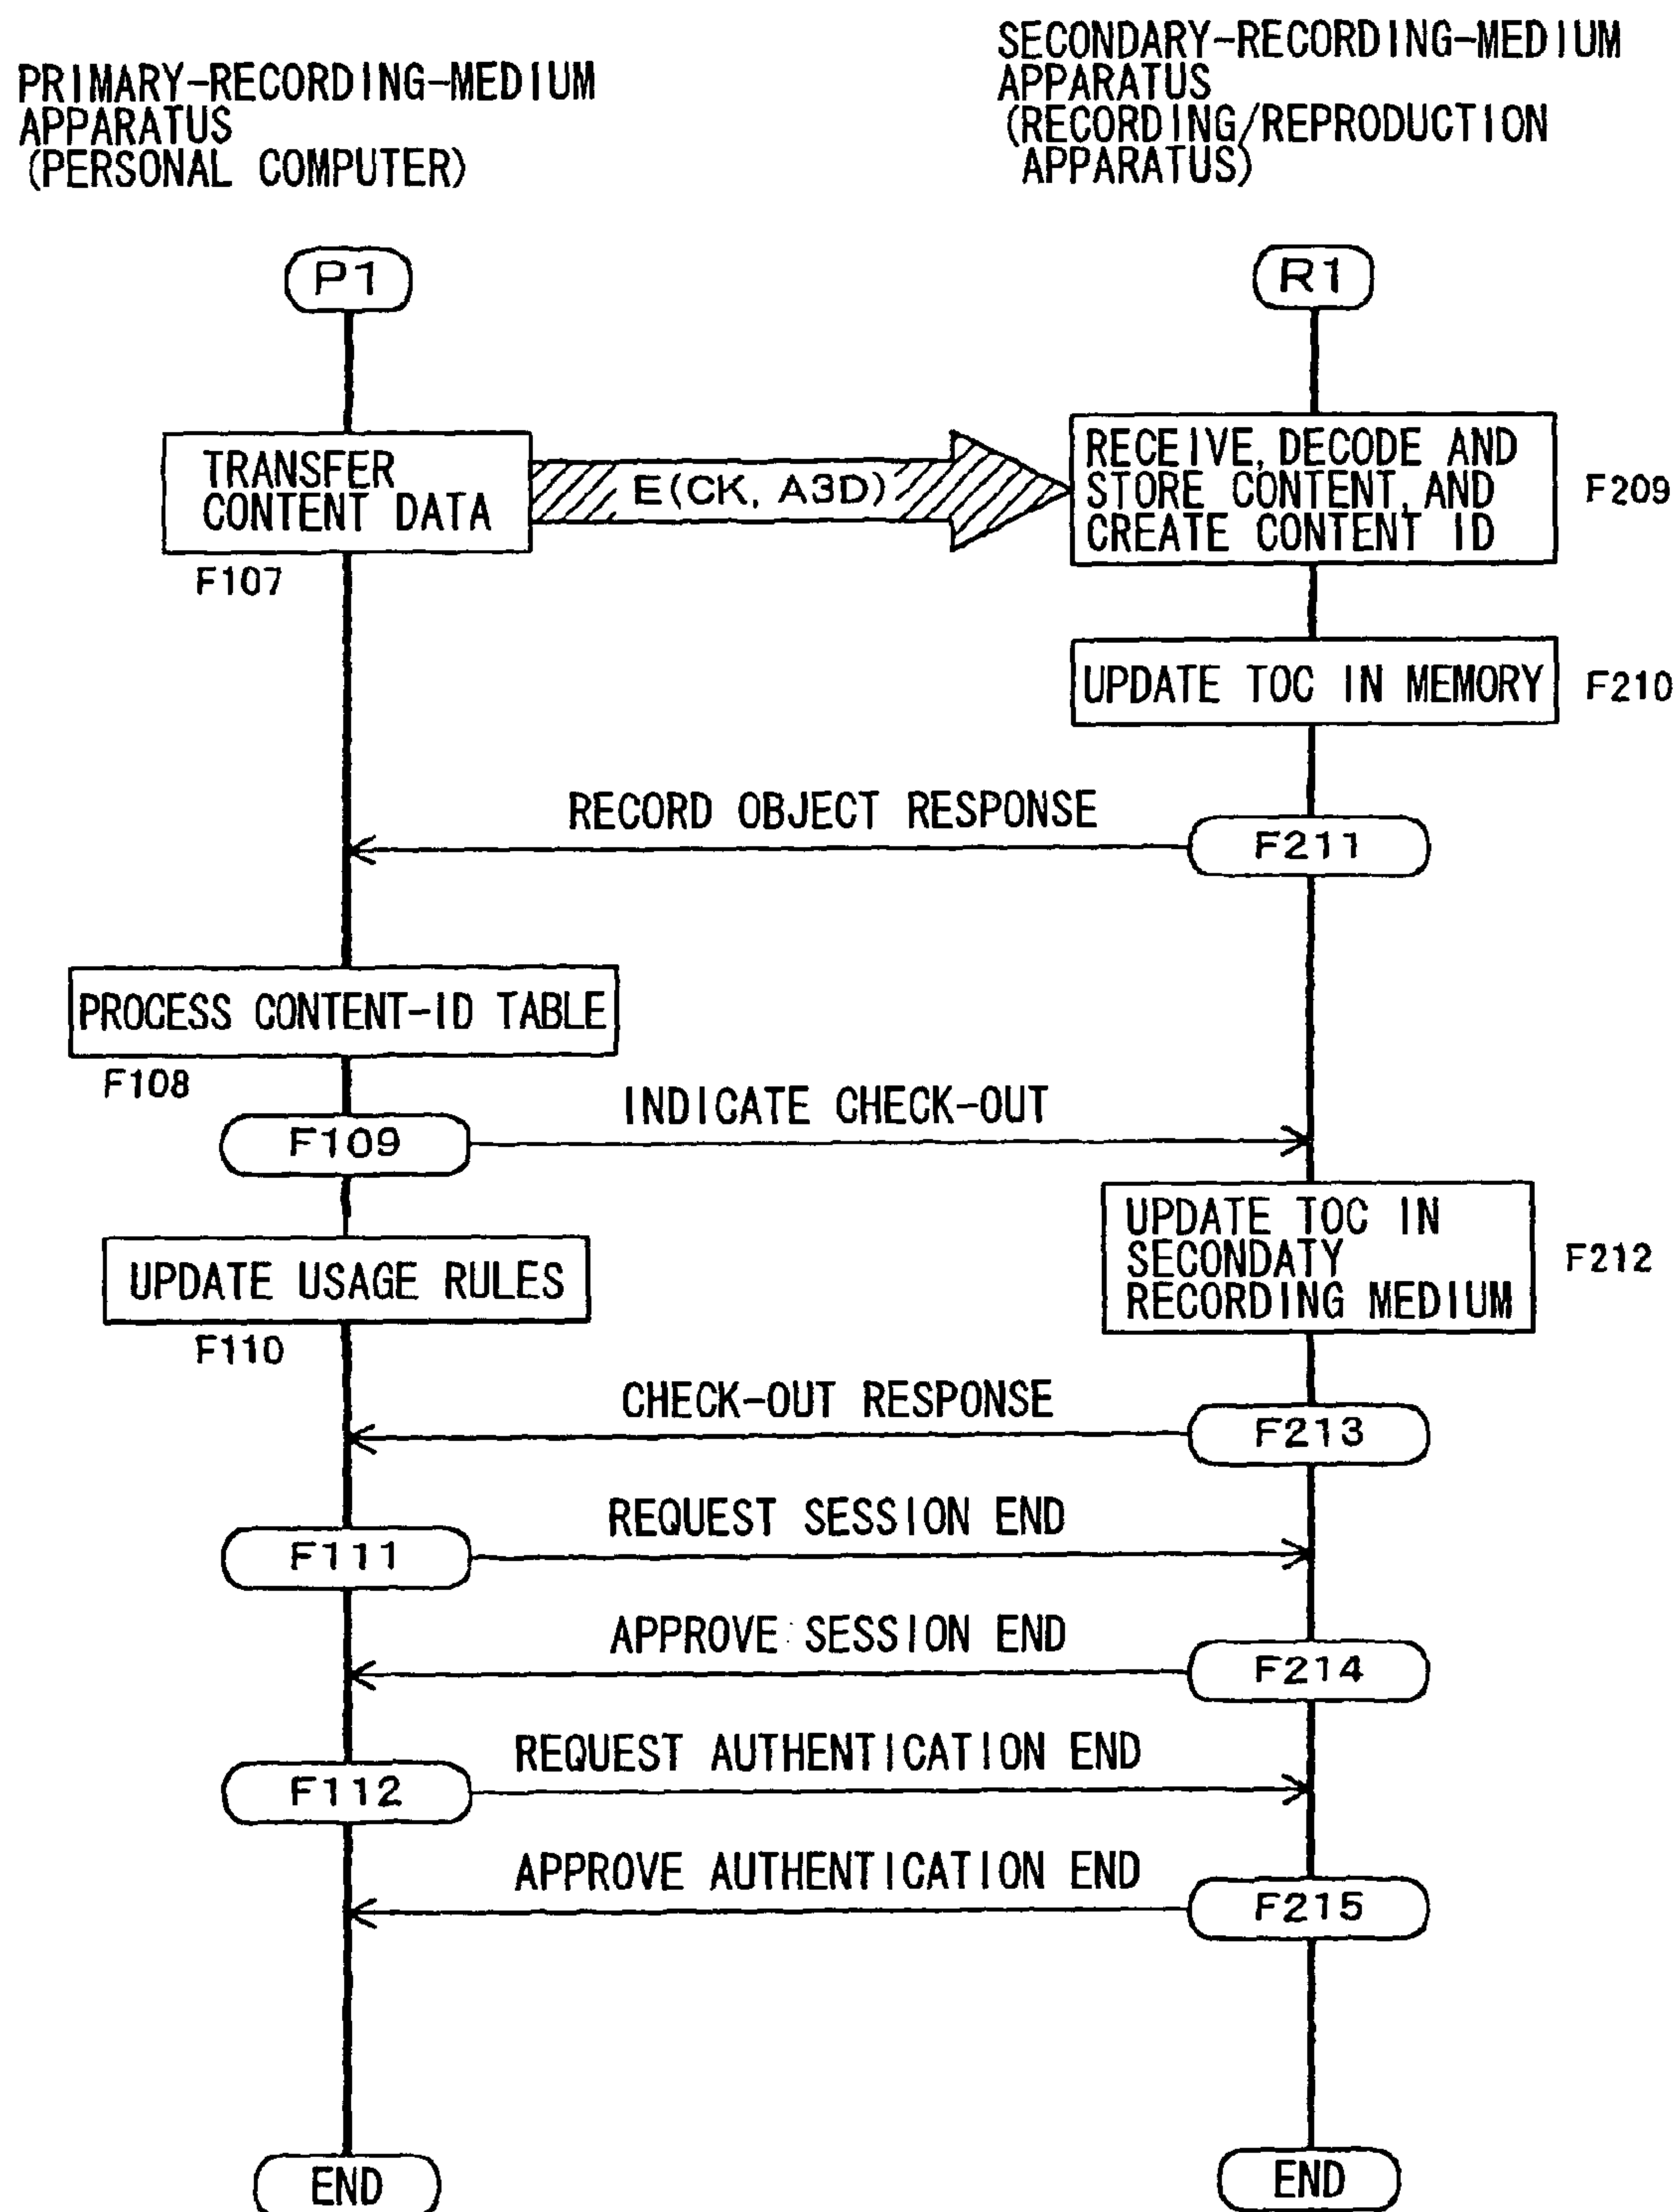 PRIMARY-RECORDING-MEDIUM
APPARATUS
(PERSONAL COMPUTER)
SECONDARY-RECORDING-MEDIUM
APPARATUS
(RECORDING/REPRODUCTION
APPARATUS)
P1
R1
TRANSFER
CONTENT DATA
F107
E(CK, A3D)
RECEIVE, DECODE AND
STORE CONTENT, AND
CREATE CONTENT ID
F209
UPDATE TOC IN MEMORY
F210
RECORD OBJECT RESPONSE
F211
PROCESS CONTENT-ID TABLE
F108
INDICATE CHECK-OUT
F109
UPDATE TOC IN
SECONDATY
RECORDING MEDIUM
F212
UPDATE USAGE RULES
F110
CHECK-OUT RESPONSE
F213
REQUEST SESSION END
F111
APPROVE SESSION END
F214
REQUEST AUTHENTICATION END
F112
APPROVE AUTHENTICATION END
F215
END
END